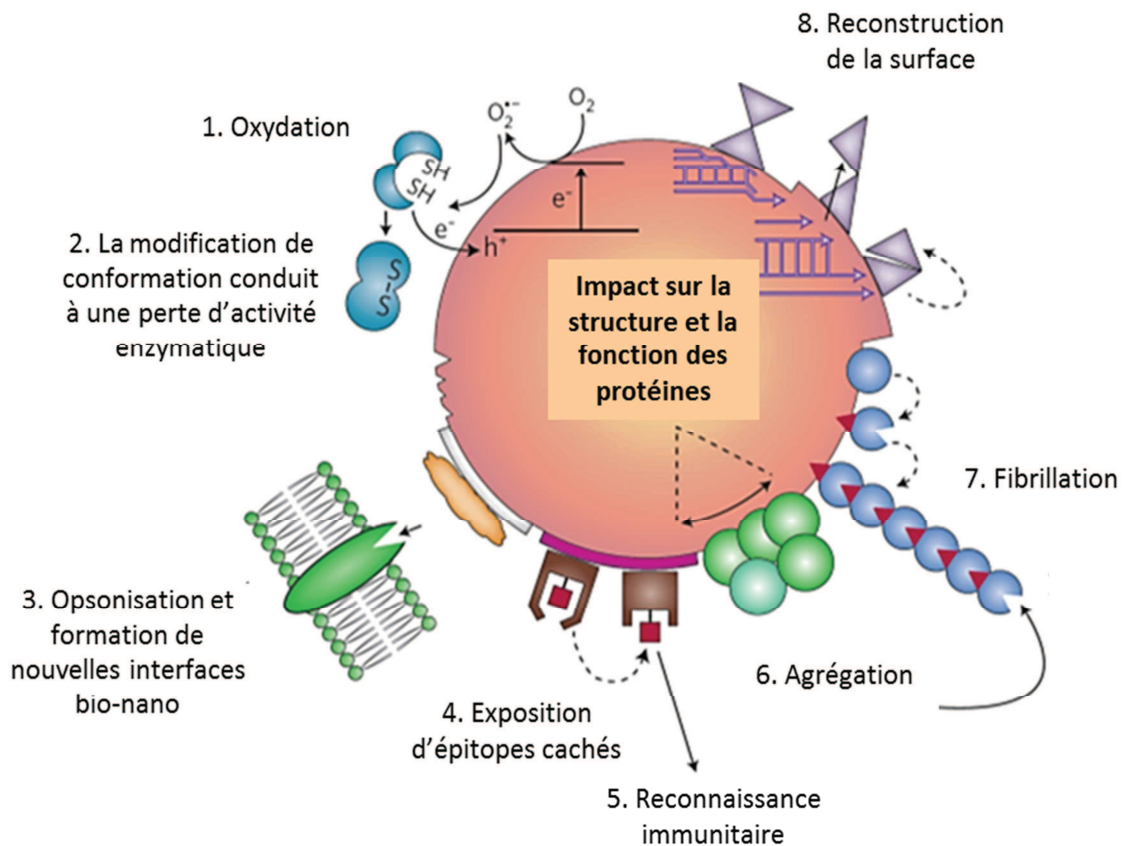 8. Reconstruction
de la surface
1. Oxydation
O₂•⁻
O₂
SH
SH
e⁻
e⁻
h⁺
2. La modification de
conformation conduit
à une perte d’activité
enzymatique
S
S
Impact sur la
structure et la
fonction des
protéines
7. Fibrillation
3. Opsonisation et
formation de
nouvelles interfaces
bio-nano
6. Agrégation
4. Exposition
d’épitopes cachés
5. Reconnaissance
immunitaire